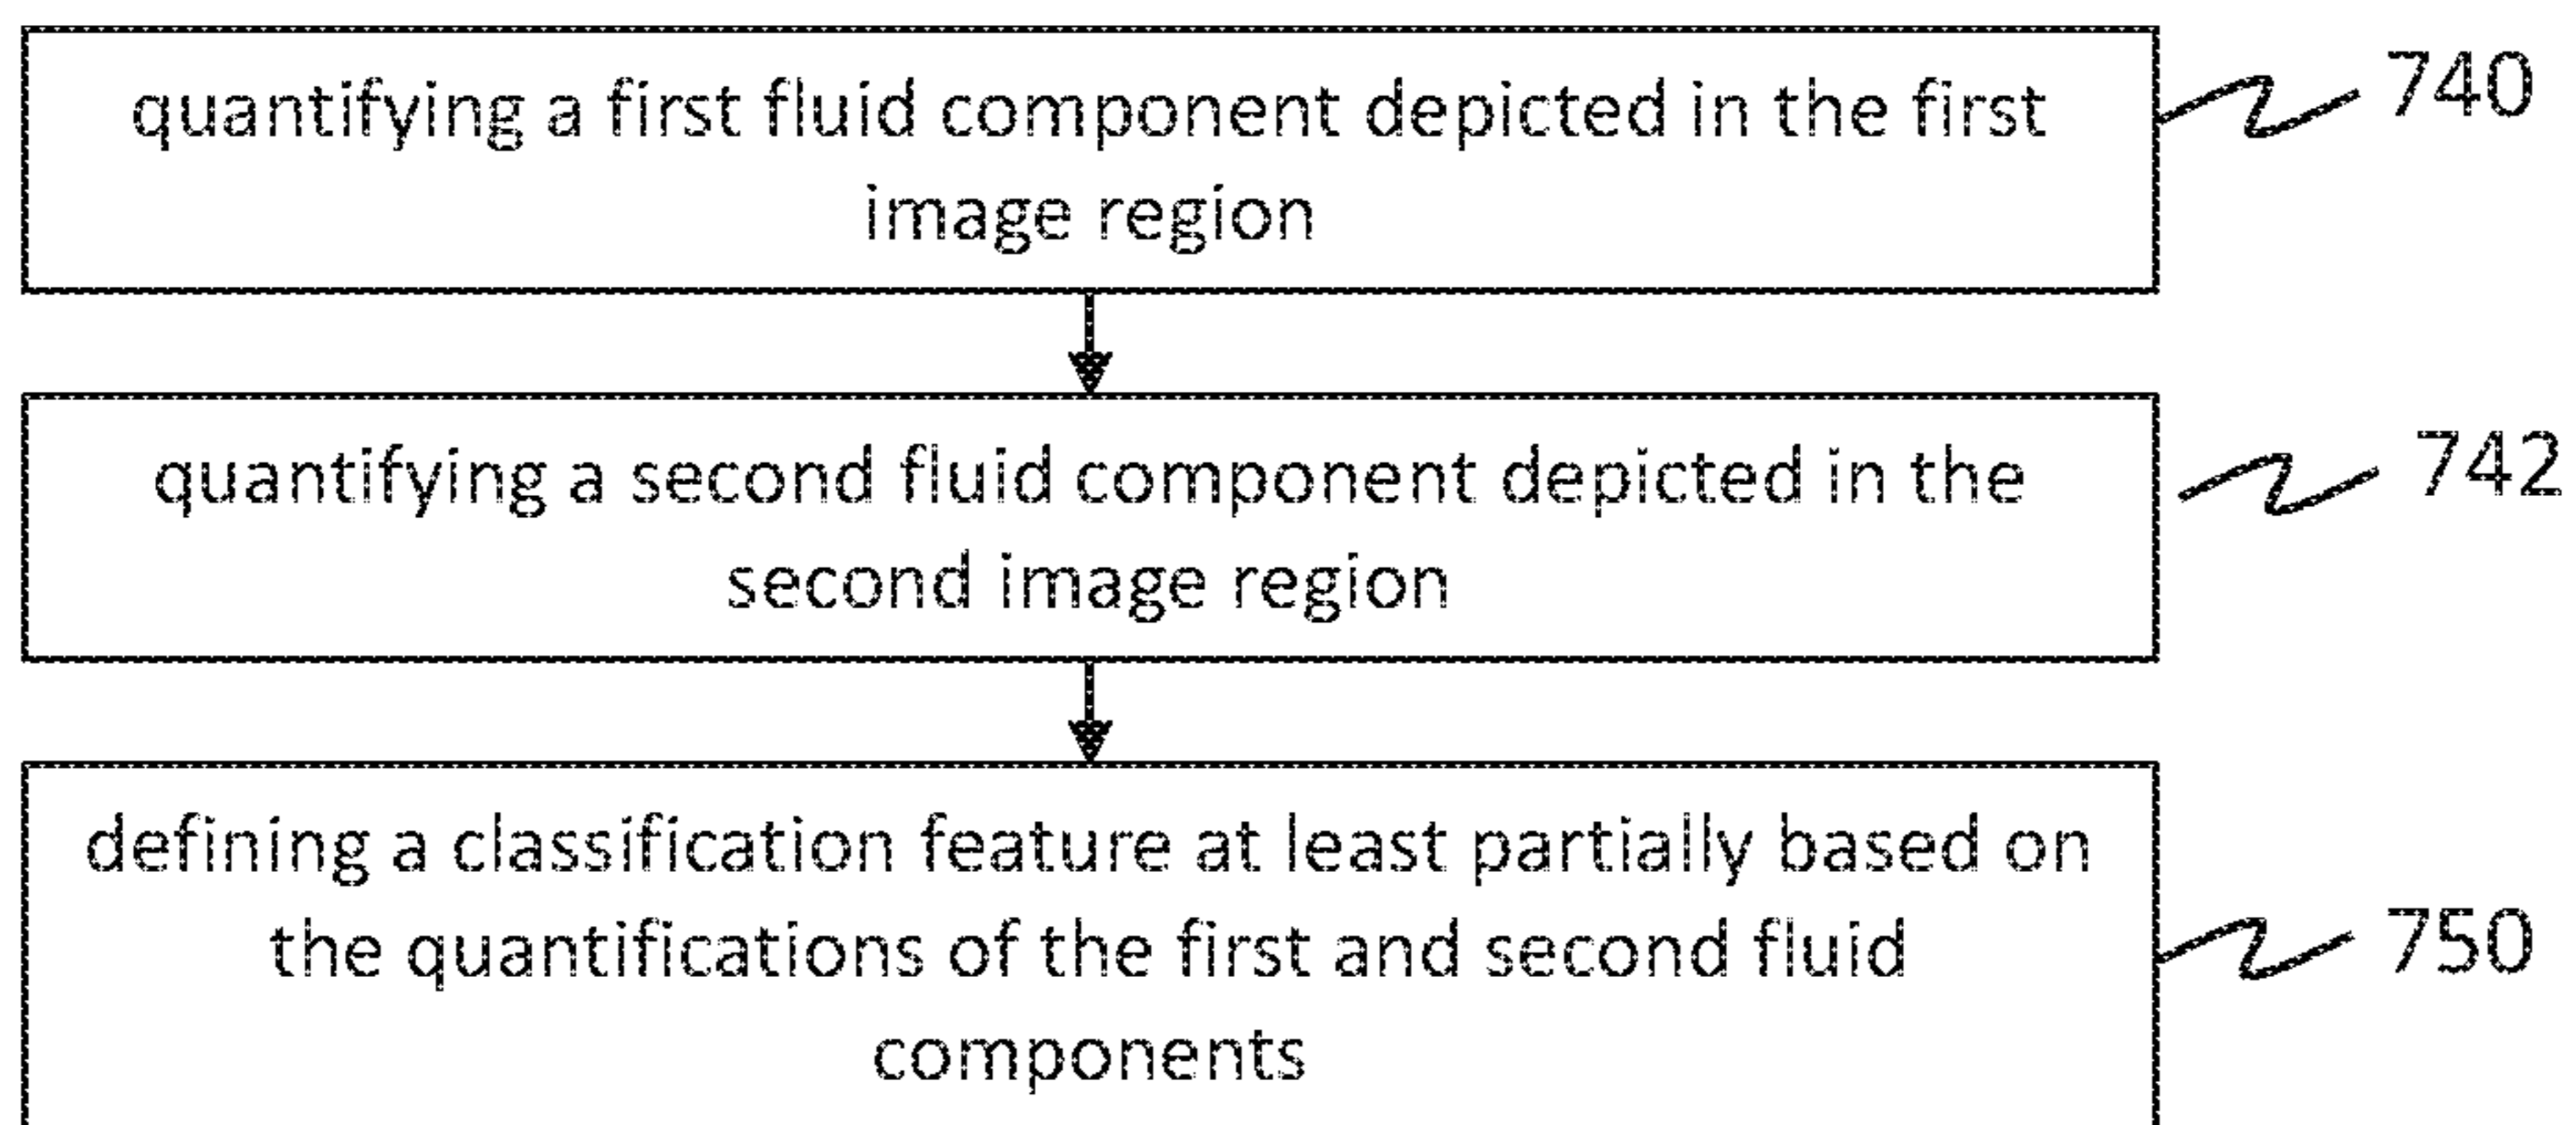 quantifying a first fluid component depicted in the first
image region
740
quantifying a second fluid component depicted in the
second image region
742
defining a classification feature at least partially based on
the quantifications of the first and second fluid
components
750